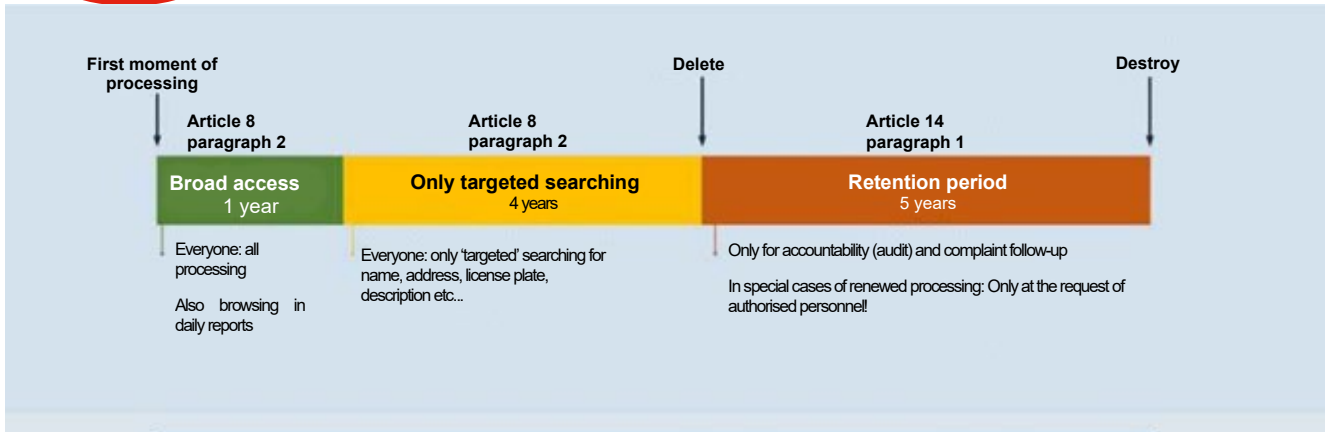 First moment of
processing
Delete
Destroy
Article 8
paragraph 2
Article 8
paragraph 2
Article 14
paragraph 1
Broad access
1 year
Only targeted searching
4 years
Retention period
5 years
Everyone: all
processing
Also browsing in
daily reports
Everyone: only ‘targeted’ searching for
name, address, license plate,
description etc...
Only for accountability (audit) and complaint follow-up
In special cases of renewed processing: Only at the request of
authorised personnel!